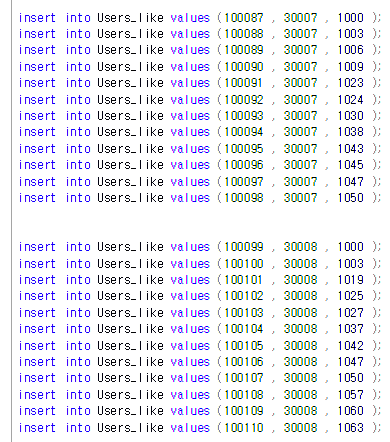 insert into Users_like values (100087 , 30007 , 1000 );
insert into Users_like values (100088 , 30007 , 1003 );
insert into Users_like values (100089 , 30007 , 1006 );
insert into Users_like values (100090 , 30007 , 1009 );
insert into Users_like values (100091 , 30007 , 1023 );
insert into Users_like values (100092 , 30007 , 1024 );
insert into Users_like values (100093 , 30007 , 1030 );
insert into Users_like values (100094 , 30007 , 1038 );
insert into Users_like values (100095 , 30007 , 1043 );
insert into Users_like values (100096 , 30007 , 1045 );
insert into Users_like values (100097 , 30007 , 1047 );
insert into Users_like values (100098 , 30007 , 1050 );
insert into Users_like values (100099 , 30008 , 1000 );
insert into Users_like values (100100 , 30008 , 1003 );
insert into Users_like values (100101 , 30008 , 1019 );
insert into Users_like values (100102 , 30008 , 1025 );
insert into Users_like values (100103 , 30008 , 1027 );
insert into Users_like values (100104 , 30008 , 1037 );
insert into Users_like values (100105 , 30008 , 1042 );
insert into Users_like values (100106 , 30008 , 1047 );
insert into Users_like values (100107 , 30008 , 1050 );
insert into Users_like values (100108 , 30008 , 1057 );
insert into Users_like values (100109 , 30008 , 1060 );
insert into Users_like values (100110 , 30008 , 1063 );